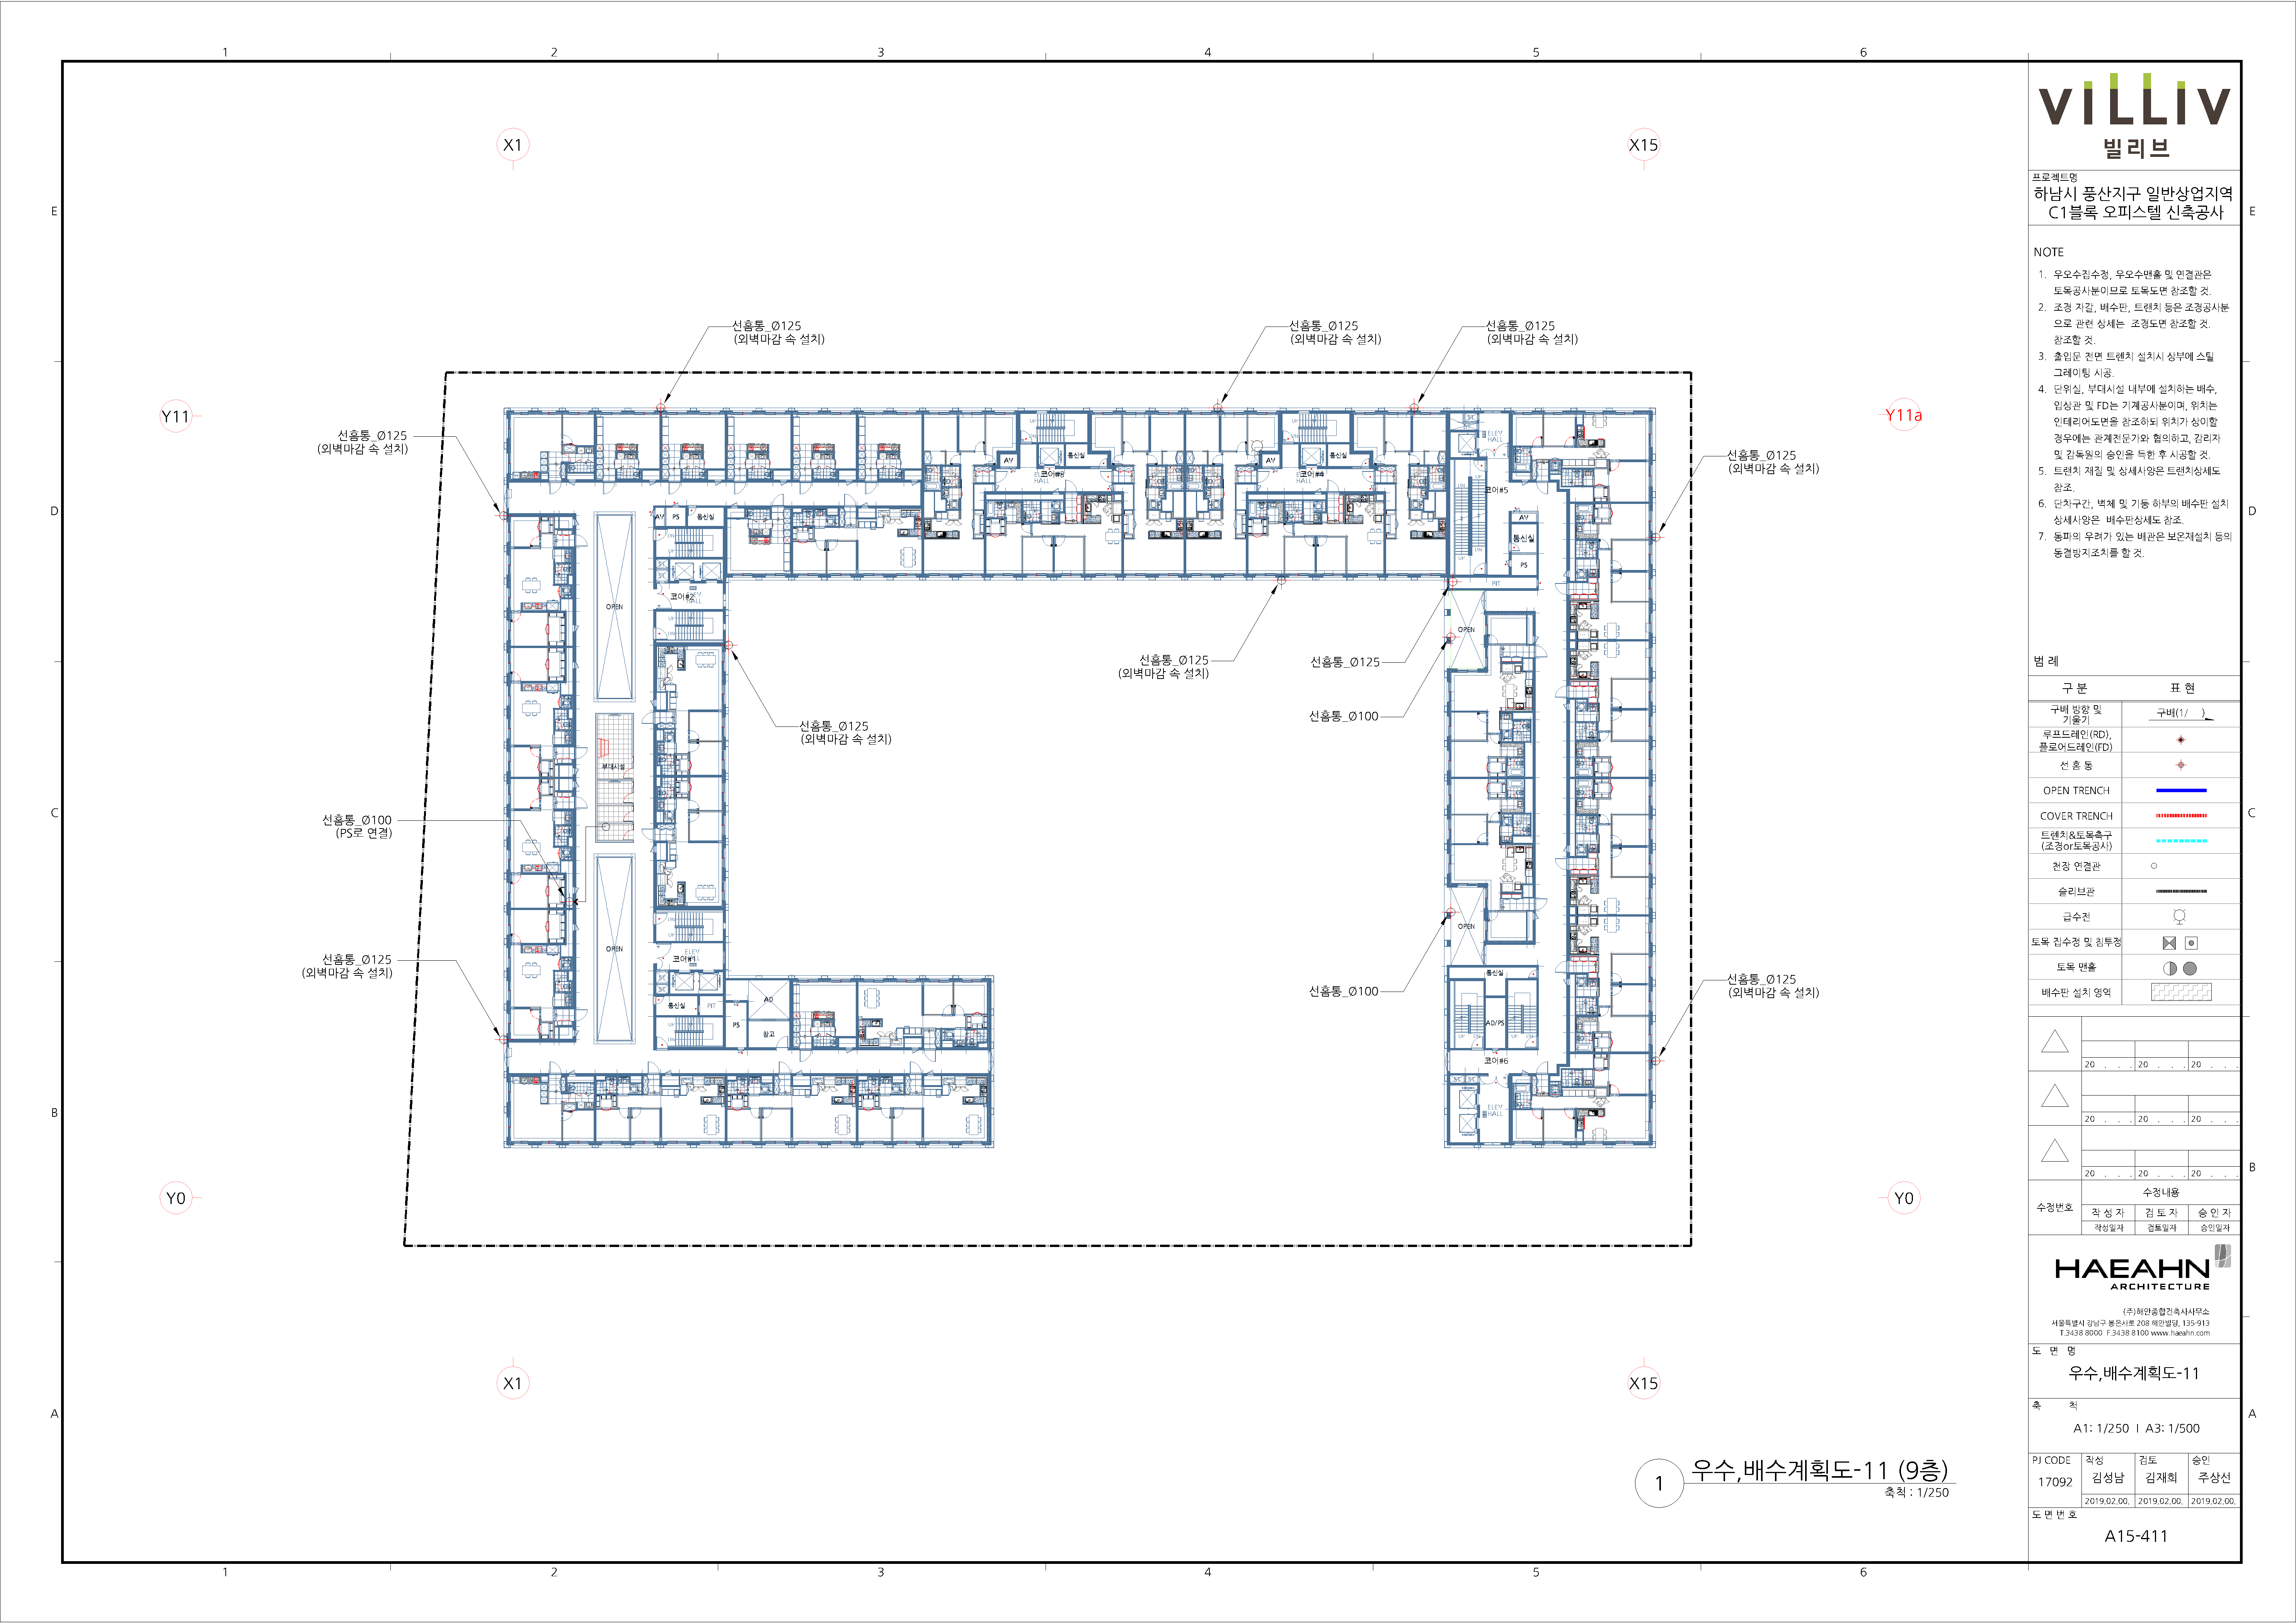 1 2 3 4 5 6
E
D
C
B
A
X1
X15
Y11
Y11a
선홈통_Ø125
(외벽마감 속 설치)
선홈통_Ø125
(외벽마감 속 설치)
선홈통_Ø125
(외벽마감 속 설치)
선홈통_Ø125
(외벽마감 속 설치)
선홈통_Ø125
(외벽마감 속 설치)
선홈통_Ø125
(외벽마감 속 설치)
선홈통_Ø125
선홈통_Ø100
선홈통_Ø125
(외벽마감 속 설치)
선홈통_Ø100
(PS로 연결)
선홈통_Ø125
(외벽마감 속 설치)
선홈통_Ø100
선홈통_Ø125
(외벽마감 속 설치)
AV
통신실
코어#3
AV
통신실
코어#4
ELEV
HALL
코어#5
AV
통신실
PS
PIT
AV
PS
통신실
OPEN
코어#2
OPEN
부대시설
OPEN
ELEV
코어#1
통신실
PIT
AD
PS
창고
OPEN
통신실
AD/PS
코어#6
ELEV
HALL
Y0
Y0
X1
X15
1
우수,배수계획도-11 (9층)
축척 : 1/250
1 2 3 4 5 6
E
D
C
B
A
VILLIV
빌리브
프로젝트명
하남시 풍산지구 일반상업지역
C1블록 오피스텔 신축공사
NOTE
1. 우오수집수정, 우오수맨홀 및 연결관은
토목공사분이므로 토목도면 참조할 것.
2. 조경 자갈, 배수판, 트렌치 등은 조경공사분
으로 관련 상세는 조경도면 참조할 것.
참조할 것.
3. 출입문 전면 트렌치 설치시 상부에 스틸
그레이팅 시공.
4. 단위실, 부대시설 내부에 설치하는 배수,
입상관 및 FD는 기계공사분이며, 위치는
인테리어도면을 참조하되 위치가 상이할
경우에는 관계전문가와 협의하고, 감리자
및 감독원의 승인을 득한 후 시공할 것.
5. 트렌치 재질 및 상세사양은 트랜치상세도
참조.
6. 단차구간, 벽체 및 기둥 하부의 배수판 설치
상세사양은 배수판상세도 참조.
7. 동파의 우려가 있는 배관은 보온재설치 등의
동결방지조치를 할 것.
범 례
구 분 표 현
구배 방향 및
기울기
구배(1/ )
루프드레인(RD),
플로어드레인(FD)
선 홈 통
OPEN TRENCH
COVER TRENCH
트렌치&토목측구
(조경or토목공사)
천장 연결관
슬리브관
급수전
토목 집수정 및 침투정
토목 맨홀
배수판 설치 영역
20 . . . 20 . . . 20 . . .
20 . . . 20 . . . 20 . . .
20 . . . 20 . . . 20 . . .
수정번호
수정내용
작 성 자 검 토 자 승 인 자
작성일자 검토일자 승인일자
HAEAHN
ARCHITECTURE
(주)해안종합건축사사무소
서울특별시 강남구 봉은사로 208 해안빌딩, 135-913
T.3438 8000 F.3438 8100 www.haeahn.com
도 면 명
우수,배수계획도-11
축 척
A1: 1/250 I A3: 1/500
PJ CODE 작성 검토 승인
17092 김성남 김재희 주상선
2019.02.00. 2019.02.00. 2019.02.00.
도 면 번 호
A15-411